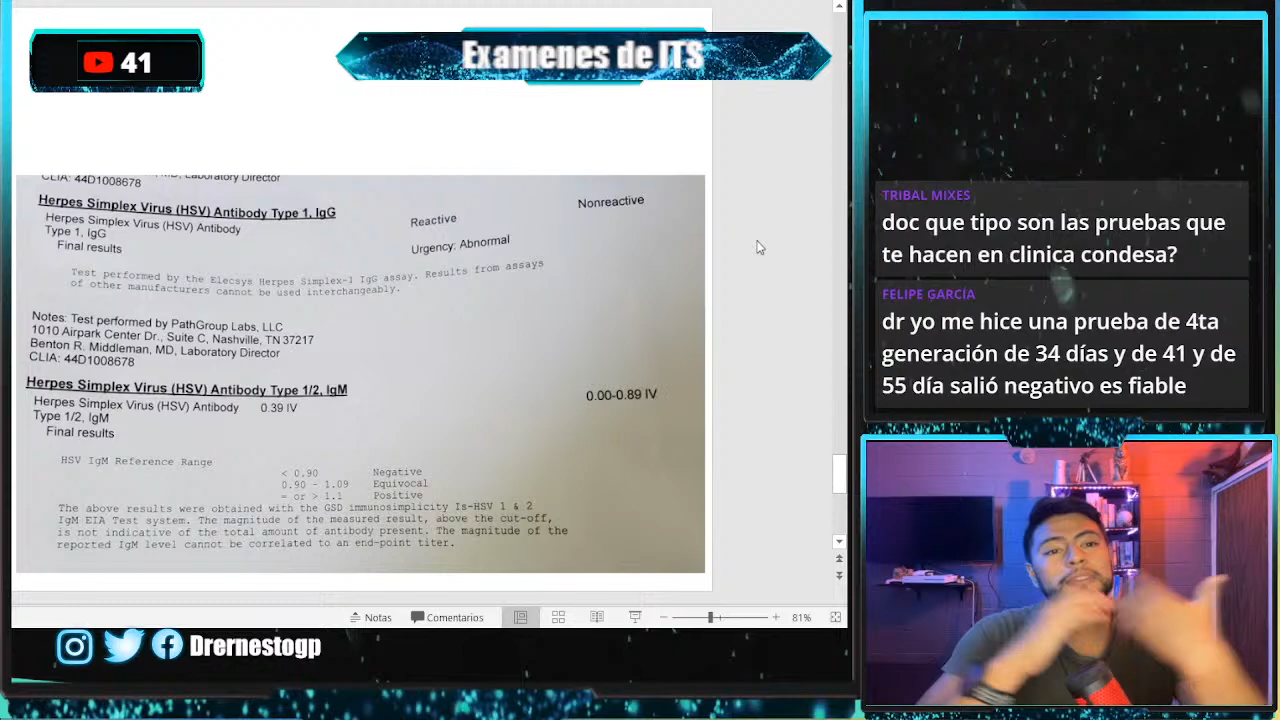 41
Examenes de ITS
CLIA: 44D1008678
MD, Laboratory Director
Herpes Simplex Virus (HSV) Antibody Type 1, IgG
Herpes Simplex Virus (HSV) Antibody
Type 1, IgG
Final results
Reactive
Urgency: Abnormal
Nonreactive
Test performed by the Elecsys Herpes Simplex-1 IgG assay. Results from assays
of other manufacturers cannot be used interchangeably.
Notes: Test performed by PathGroup Labs, LLC
1010 Airpark Center Dr., Suite C, Nashville, TN 37217
Benton R. Middleman, MD, Laboratory Director
CLIA: 44D1008678
Herpes Simplex Virus (HSV) Antibody Type 1/2, IgM
Herpes Simplex Virus (HSV) Antibody 0.39 IV
Type 1/2, IgM
Final results
0.00-0.89 IV
HSV IgM Reference Range
< 0.90 Negative
0.90 - 1.09 Equivocal
= or > 1.1 Positive
The above results were obtained with the GSD immunosimplicity Is-HSV 1 & 2
IgM EIA Test system. The magnitude of the measured result, above the cut-off,
is not indicative of the total amount of antibody present. The magnitude of the
reported IgM level cannot be correlated to an end-point titer.
Notas Comentarios 81%
Drernestogp
TRIBAL MIXES
doc que tipo son las pruebas que
te hacen en clinica condesa?
FELIPE GARCÍA
dr yo me hice una prueba de 4ta
generación de 34 días y de 41 y de
55 día salió negativo es fiable